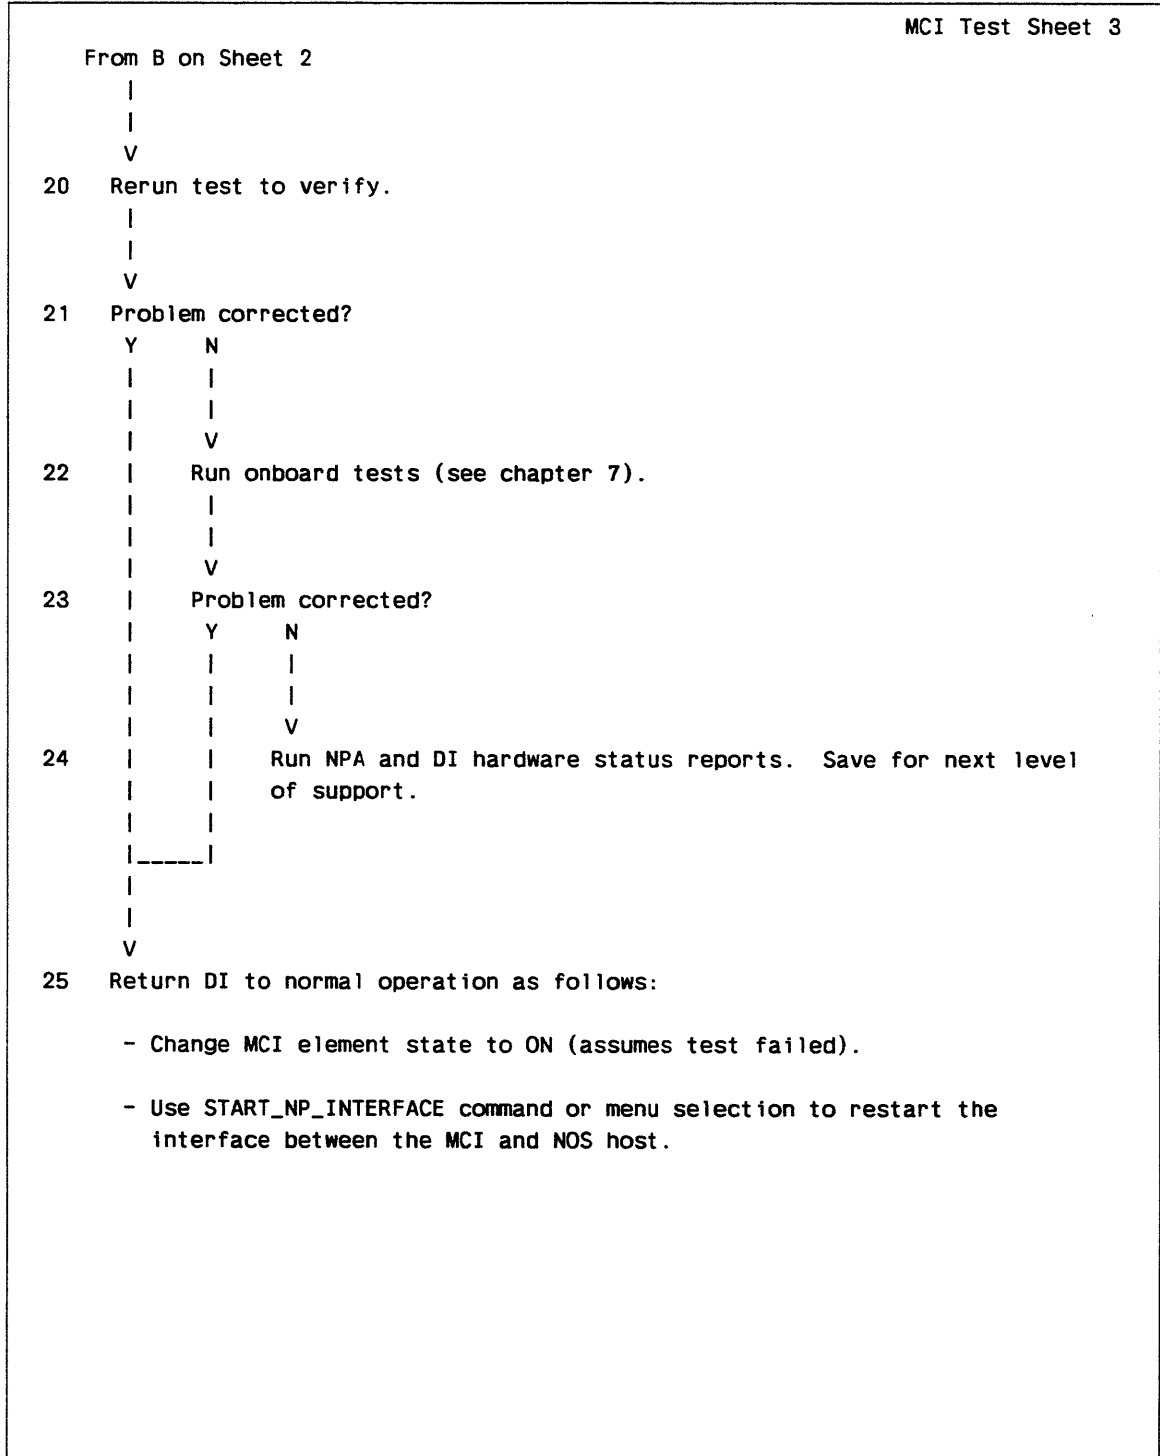 MCI Test Sheet 3
From B on Sheet 2
V
20 Rerun test to verify.
V
21 Problem corrected?
Y N
V
22 Run onboard tests (see chapter 7).
V
23 Problem corrected?
Y N
V
24 Run NPA and DI hardware status reports. Save for next level
of support.
V
25 Return DI to normal operation as follows:
- Change MCI element state to ON (assumes test failed).
- Use START_NP_INTERFACE command or menu selection to restart the
interface between the MCI and NOS host.